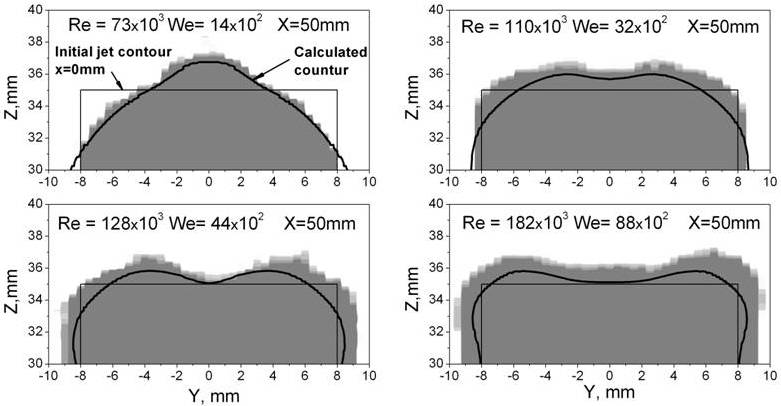 Re = 73x10³ We= 14x10² X=50mm
Initial jet contour
x=0mm
Calculated
countur
Z,mm
40
38
36
34
32
30
-10 -8 -6 -4 -2 0 2 4 6 8 10
Re = 110x10³ We= 32x10² X=50mm
Z,mm
40
38
36
34
32
30
-10 -8 -6 -4 -2 0 2 4 6 8 10
Re = 128x10³ We= 44x10² X=50mm
Z,mm
40
38
36
34
32
30
-10 -8 -6 -4 -2 0 2 4 6 8 10
Y, mm
Re = 182x10³ We= 88x10² X=50mm
Z,mm
40
38
36
34
32
30
-10 -8 -6 -4 -2 0 2 4 6 8 10
Y, mm